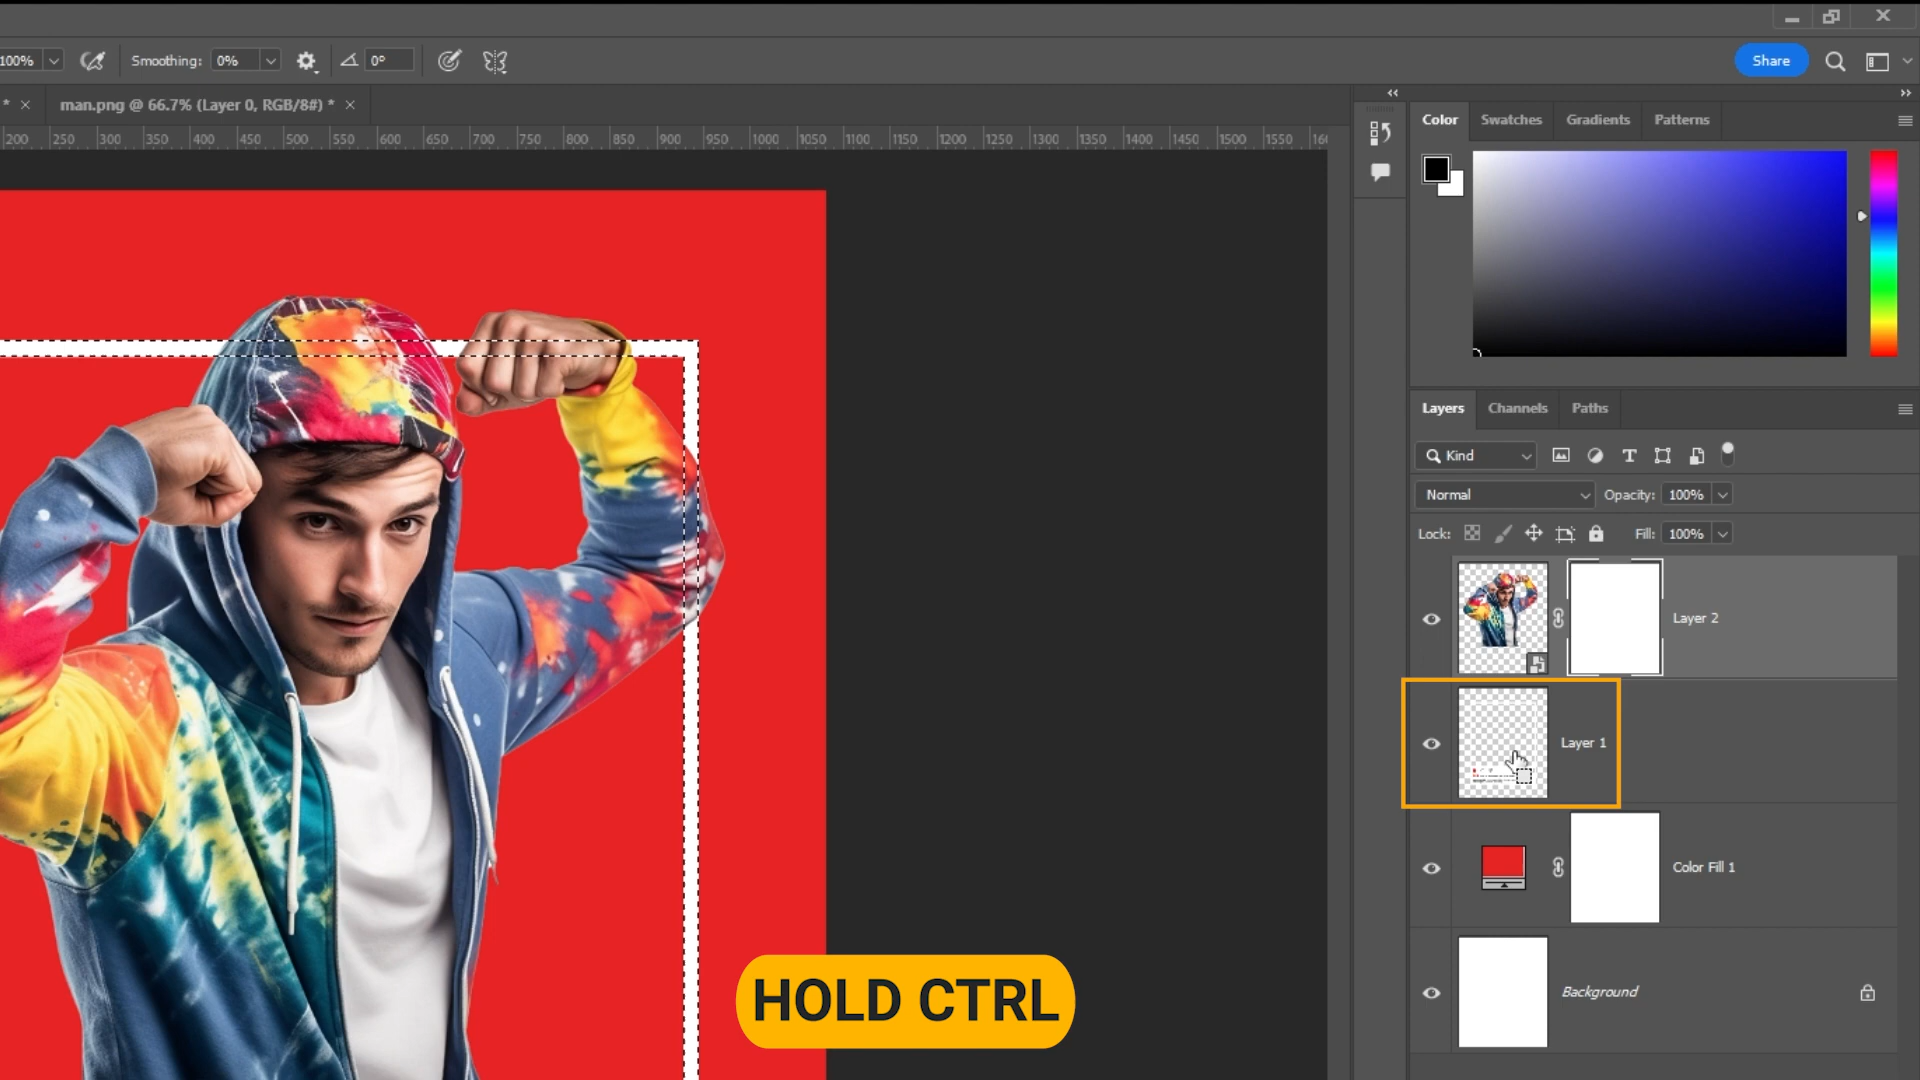 100%
Smoothing: 0%
0°
Share
*
man.png @ 66.7% (Layer 0, RGB/8#) *
200 250 300 350 400 450 500 550 600 650 700 750 800 850 900 950 1000 1050 1100 1150 1200 1250 1300 1350 1400 1450 1500 1550
Color Swatches Gradients Patterns
Layers Channels Paths
Kind
Normal Opacity: 100%
Lock: Fill: 100%
Layer 2
Layer 1
Color Fill 1
Background
HOLD CTRL